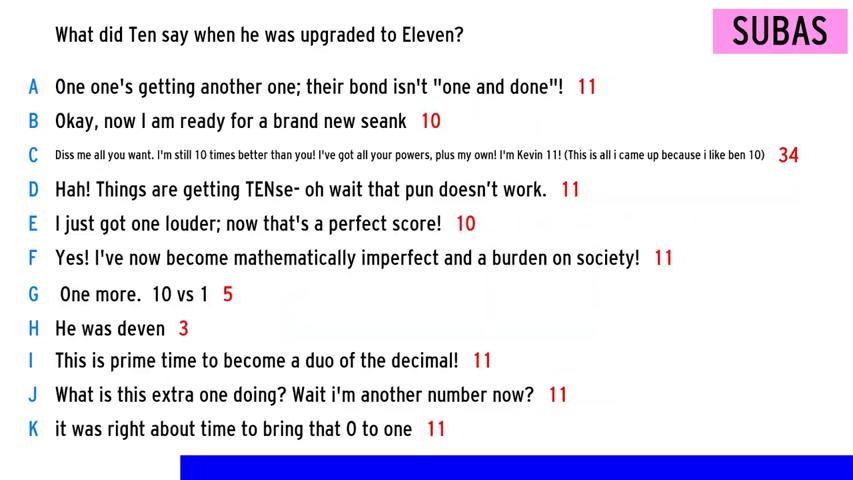 What did Ten say when he was upgraded to Eleven?
SUBAS
A One one's getting another one; their bond isn't "one and done"! 11
B Okay, now I am ready for a brand new seank 10
C Diss me all you want. I'm still 10 times better than you! I've got all your powers, plus my own! I'm Kevin 11! (This is all i came up because i like ben 10) 34
D Hah! Things are getting TENse- oh wait that pun doesn't work. 11
E I just got one louder; now that's a perfect score! 10
F Yes! I've now become mathematically imperfect and a burden on society! 11
G One more. 10 vs 1 5
H He was deven 3
I This is prime time to become a duo of the decimal! 11
J What is this extra one doing? Wait i'm another number now? 11
K it was right about time to bring that 0 to one 11